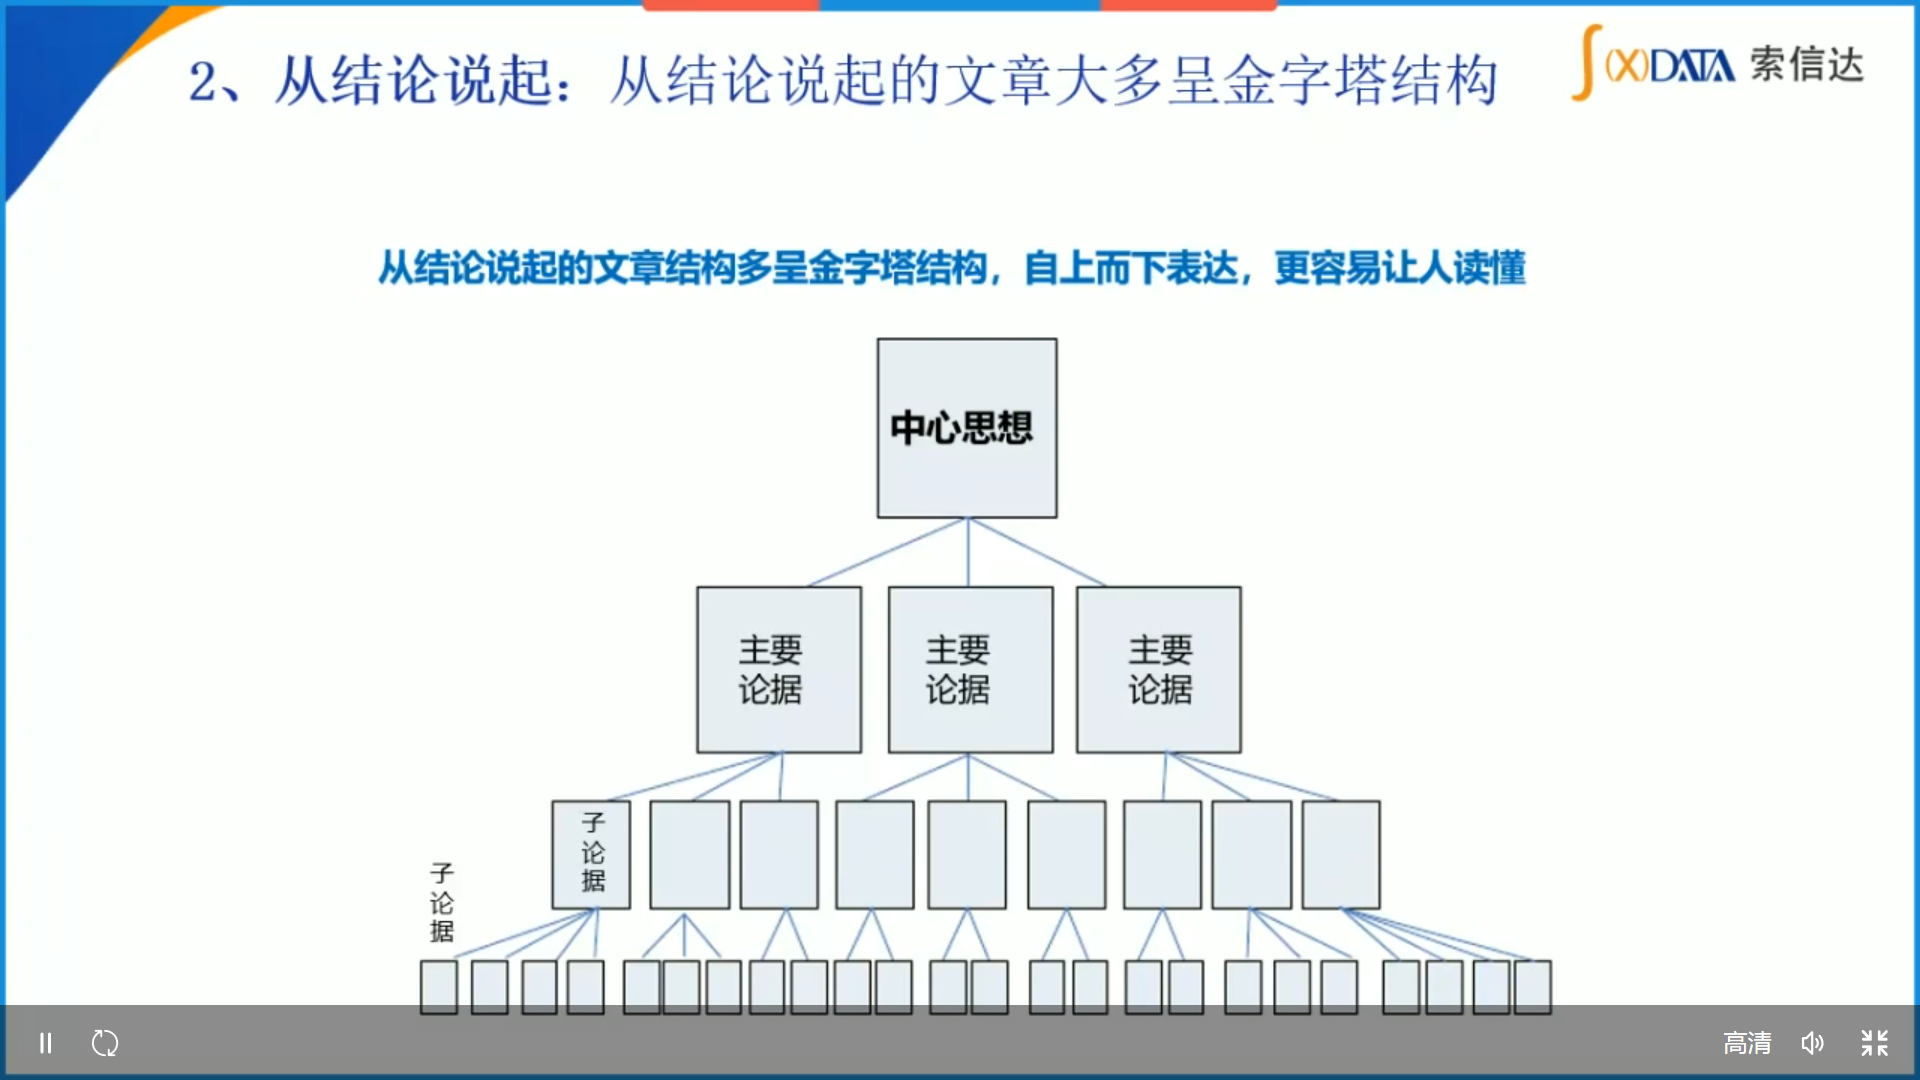 2、从结论说起：从结论说起的文章大多呈金字塔结构
∫(X)DATA 索信达
从结论说起的文章结构多呈金字塔结构，自上而下表达，更容易让人读懂
中心思想
主要
论据
主要
论据
主要
论据
子
论
据
子
论
据
高清